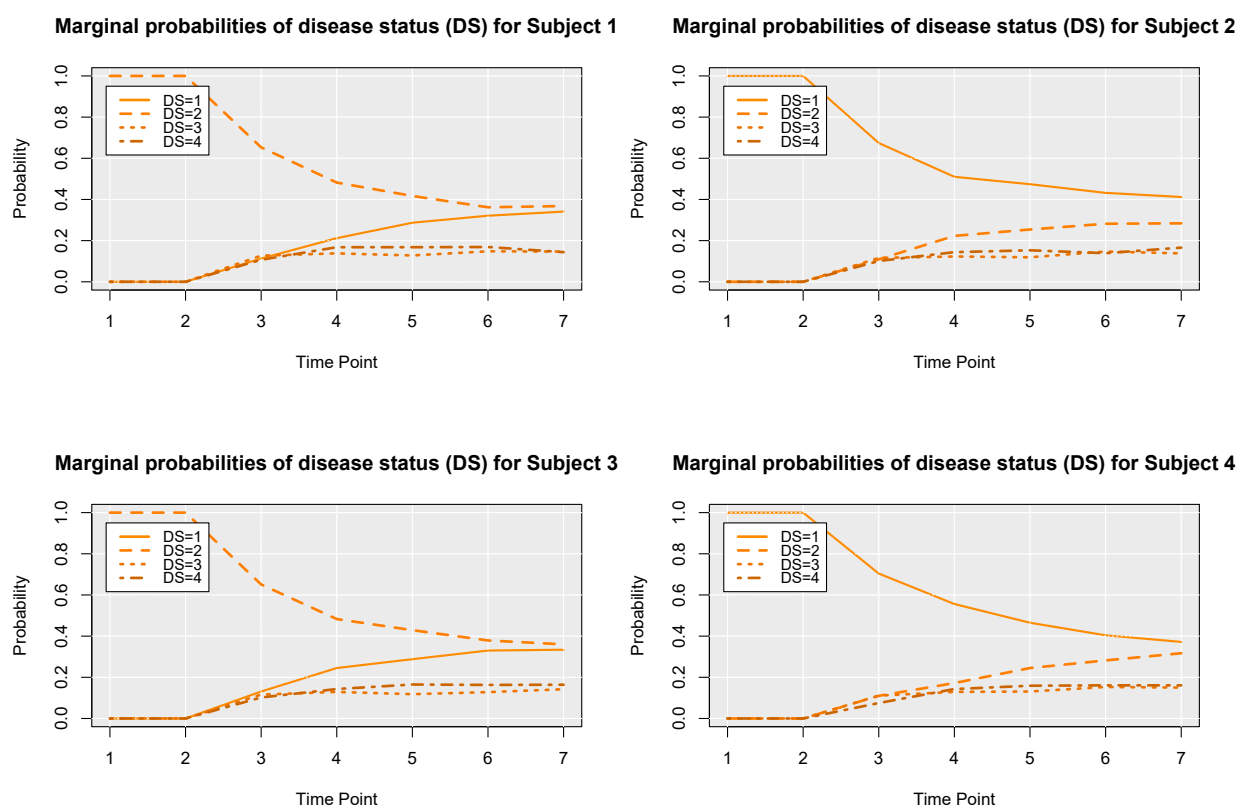 Marginal probabilities of disease status (DS) for Subject 1
Probability
0.0 0.2 0.4 0.6 0.8 1.0
DS=1
DS=2
DS=3
DS=4
1 2 3 4 5 6 7
Time Point
Marginal probabilities of disease status (DS) for Subject 2
Probability
0.0 0.2 0.4 0.6 0.8 1.0
DS=1
DS=2
DS=3
DS=4
1 2 3 4 5 6 7
Time Point
Marginal probabilities of disease status (DS) for Subject 3
Probability
0.0 0.2 0.4 0.6 0.8 1.0
DS=1
DS=2
DS=3
DS=4
1 2 3 4 5 6 7
Time Point
Marginal probabilities of disease status (DS) for Subject 4
Probability
0.0 0.2 0.4 0.6 0.8 1.0
DS=1
DS=2
DS=3
DS=4
1 2 3 4 5 6 7
Time Point